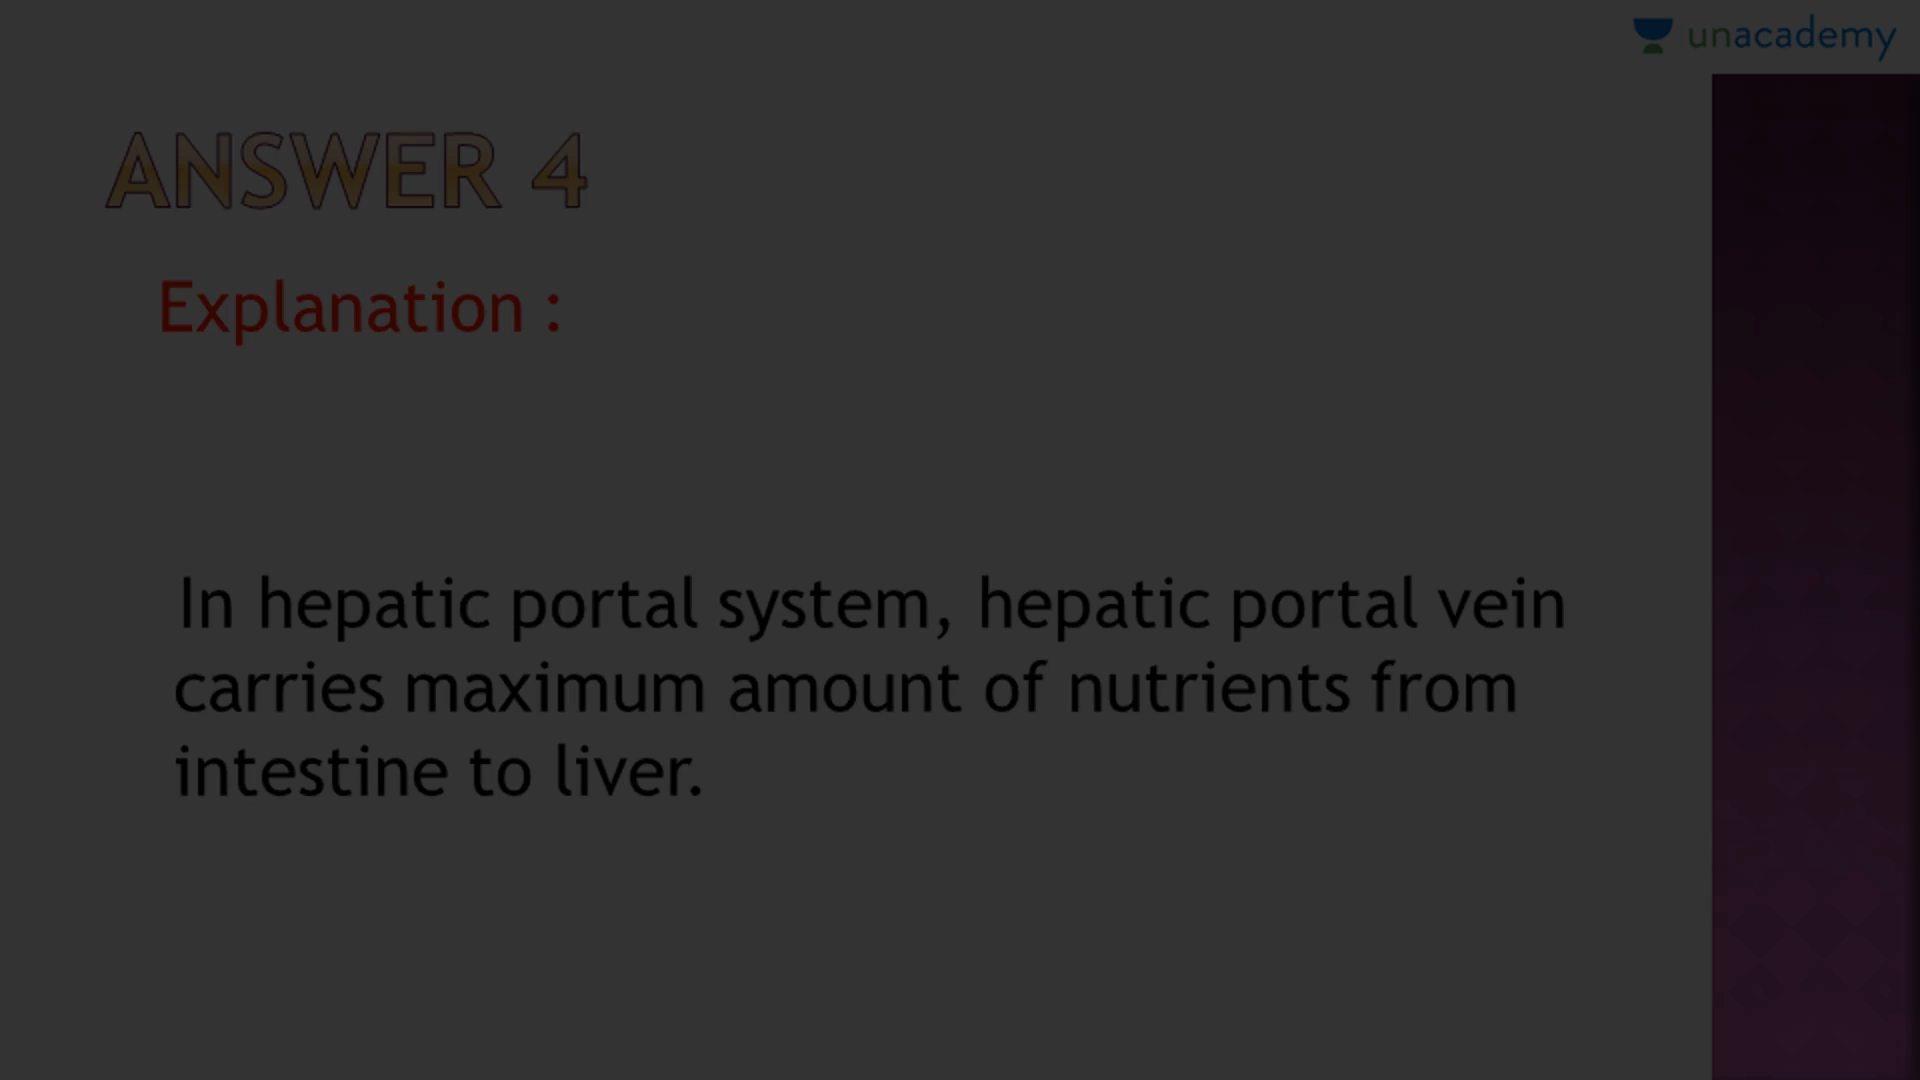 unacademy
ANSWER 4
Explanation :
In hepatic portal system, hepatic portal vein
carries maximum amount of nutrients from
intestine to liver.